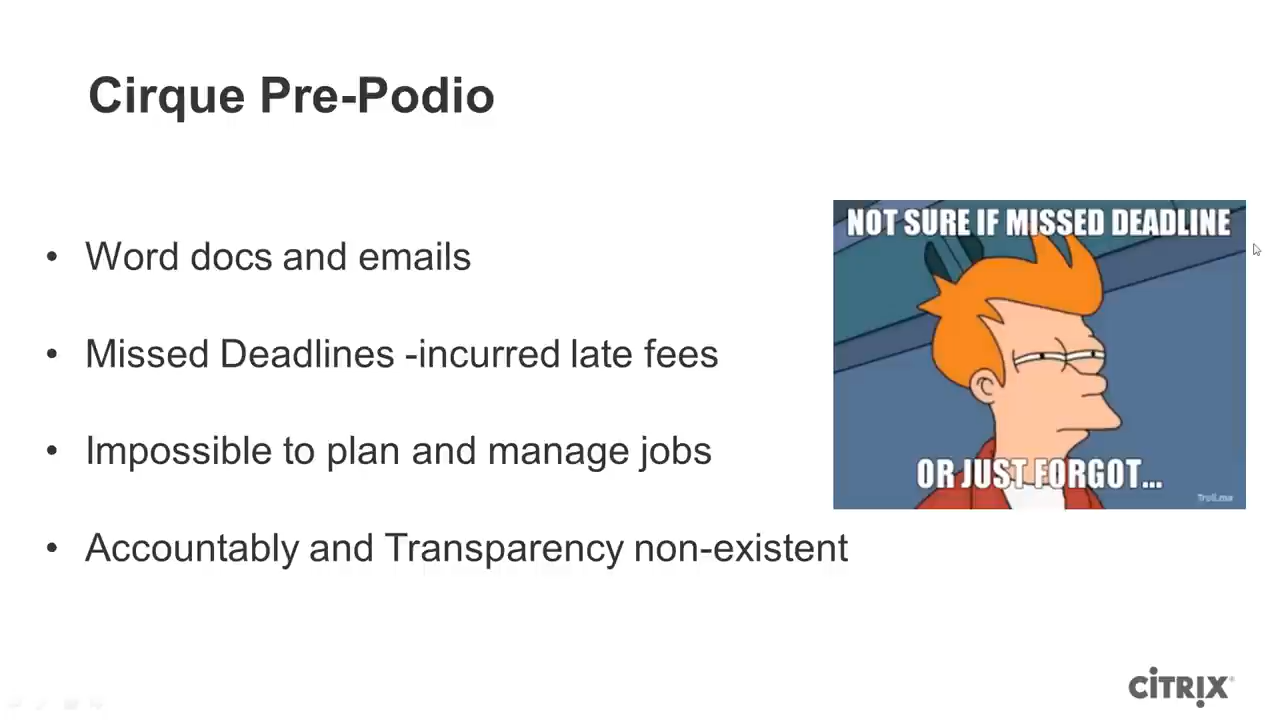 Cirque Pre-Podio
• Word docs and emails
• Missed Deadlines -incurred late fees
• Impossible to plan and manage jobs
• Accountably and Transparency non-existent
NOT SURE IF MISSED DEADLINE
OR JUST FORGOT...
Troll.me
CITRIX®